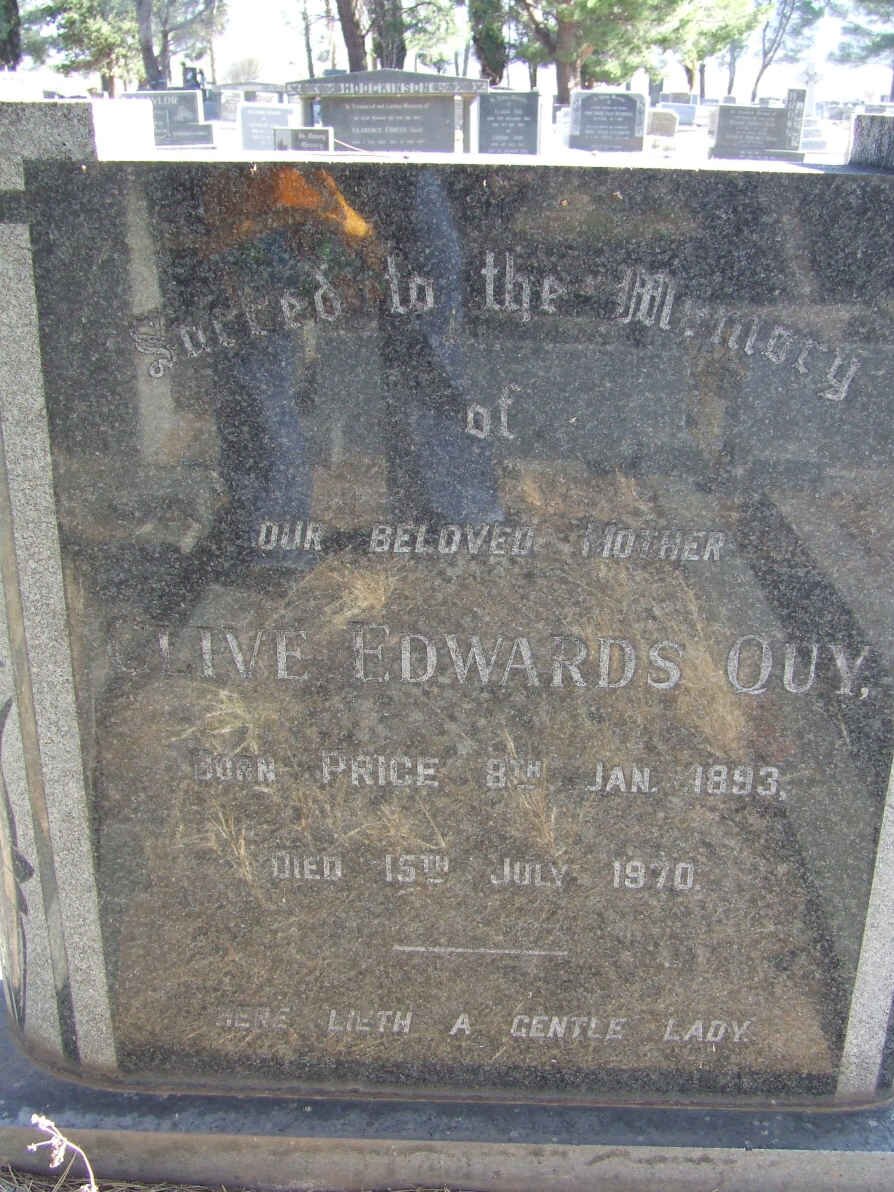 HODGKINSON
Sacred to the Memory
of
OUR BELOVED MOTHER
OLIVE EDWARDS QUY,
BORN PRICE 8TH JAN. 1893,
DIED 15TH JULY 1970.
HERE LIETH A GENTLE LADY.